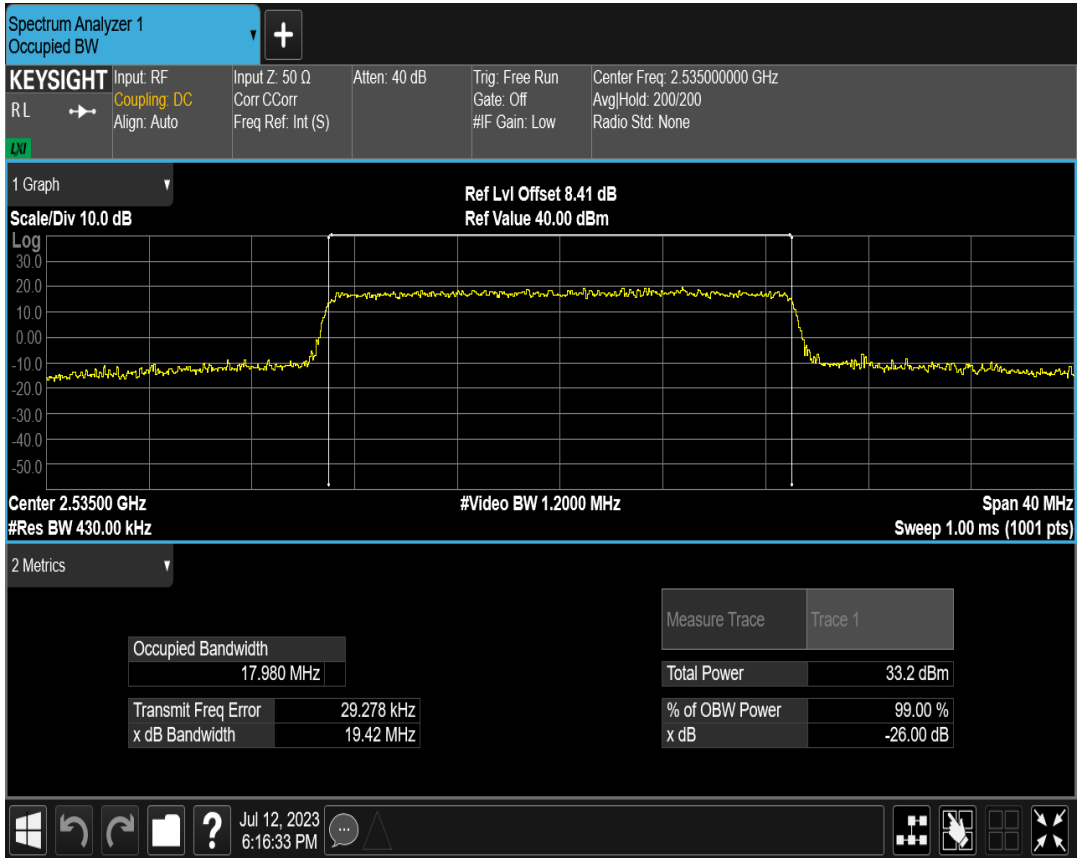 Spectrum Analyzer 1
Occupied BW
+
KEYSIGHT
RL
LXI
Input: RF
Coupling: DC
Align: Auto
Input Z: 50 Ω
Corr CCorr
Freq Ref: Int (S)
Atten: 40 dB
Trig: Free Run
Gate: Off
#IF Gain: Low
Center Freq: 2.535000000 GHz
Avg|Hold: 200/200
Radio Std: None
1 Graph
Ref Lvl Offset 8.41 dB
Scale/Div 10.0 dB
Ref Value 40.00 dBm
Log
30.0
20.0
10.0
0.00
-10.0
-20.0
-30.0
-40.0
-50.0
Center 2.53500 GHz
#Video BW 1.2000 MHz
Span 40 MHz
#Res BW 430.00 kHz
Sweep 1.00 ms (1001 pts)
2 Metrics
Measure Trace Trace 1
Occupied Bandwidth
17.980 MHz
Total Power 33.2 dBm
Transmit Freq Error 29.278 kHz
% of OBW Power 99.00 %
x dB Bandwidth 19.42 MHz
x dB -26.00 dB
?
Jul 12, 2023
6:16:33 PM